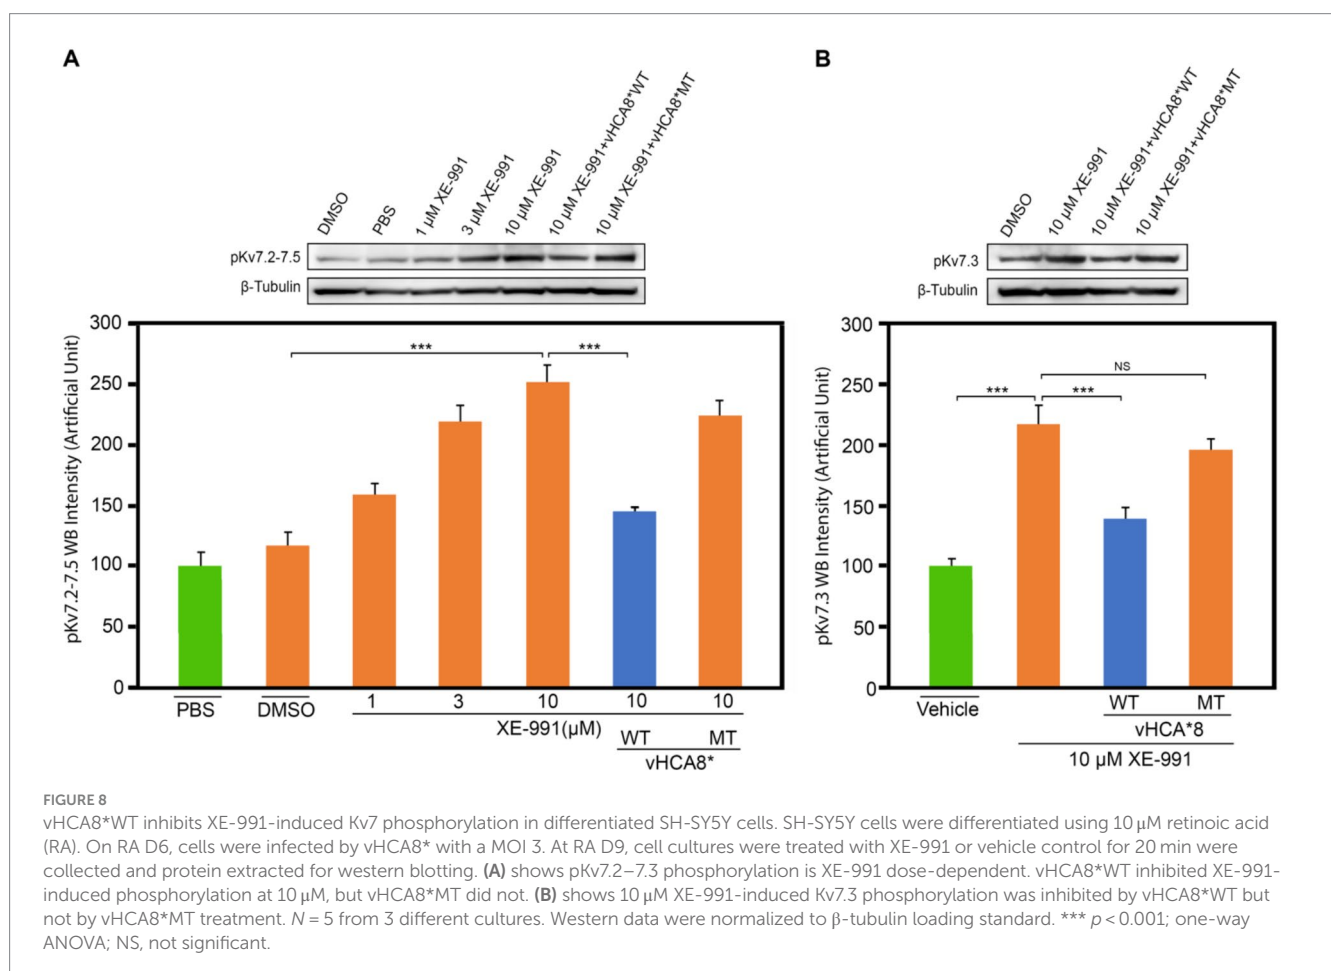 A
DMSO
PBS
1 µM XE-991
3 µM XE-991
10 µM XE-991
10 µM XE-991+vHCA8*WT
10 µM XE-991+vHCA8*MT
pKv7.2-7.5
β-Tubulin
pKv7.2-7.5 WB Intensity (Artificial Unit)
300
250
200
150
100
50
0
***
***
PBS
DMSO
1
3
10
10
10
XE-991(µM)
WT
MT
vHCA8*
B
DMSO
10 µM XE-991
10 µM XE-991+vHCA8*WT
10 µM XE-991+vHCA8*MT
pKv7.3
β-Tubulin
pKv7.3 WB Intensity (Artificial Unit)
300
250
200
150
100
50
0
NS
***
***
Vehicle
WT
MT
vHCA*8
10 µM XE-991
FIGURE 8
vHCA8*WT inhibits XE-991-induced Kv7 phosphorylation in differentiated SH-SY5Y cells. SH-SY5Y cells were differentiated using 10 μM retinoic acid
(RA). On RA D6, cells were infected by vHCA8* with a MOI 3. At RA D9, cell cultures were treated with XE-991 or vehicle control for 20 min were
collected and protein extracted for western blotting. (A) shows pKv7.2–7.3 phosphorylation is XE-991 dose-dependent. vHCA8*WT inhibited XE-991-
induced phosphorylation at 10 μM, but vHCA8*MT did not. (B) shows 10 μM XE-991-induced Kv7.3 phosphorylation was inhibited by vHCA8*WT but
not by vHCA8*MT treatment. N = 5 from 3 different cultures. Western data were normalized to β-tubulin loading standard. *** p < 0.001; one-way
ANOVA; NS, not significant.